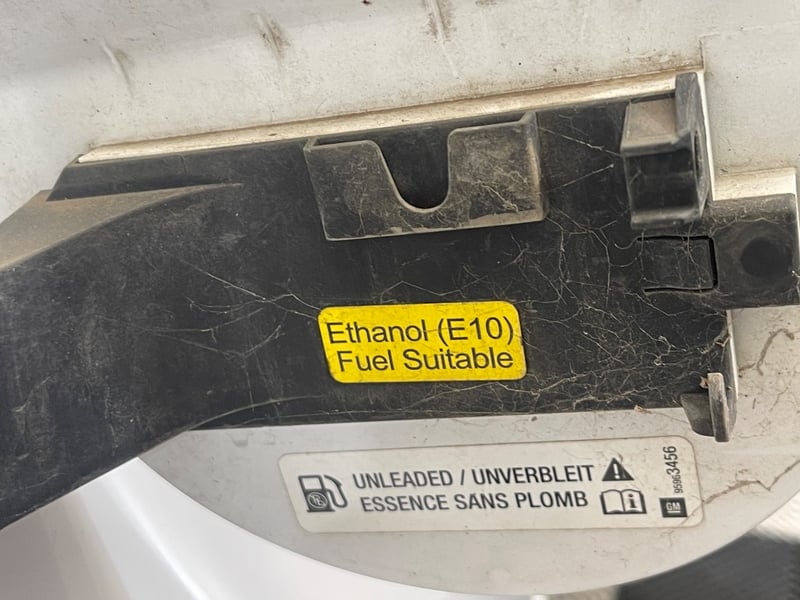 Ethanol (E10)
Fuel Suitable
UNLEADED / UNVERBLEIT
ESSENCE SANS PLOMB
GM
95963456